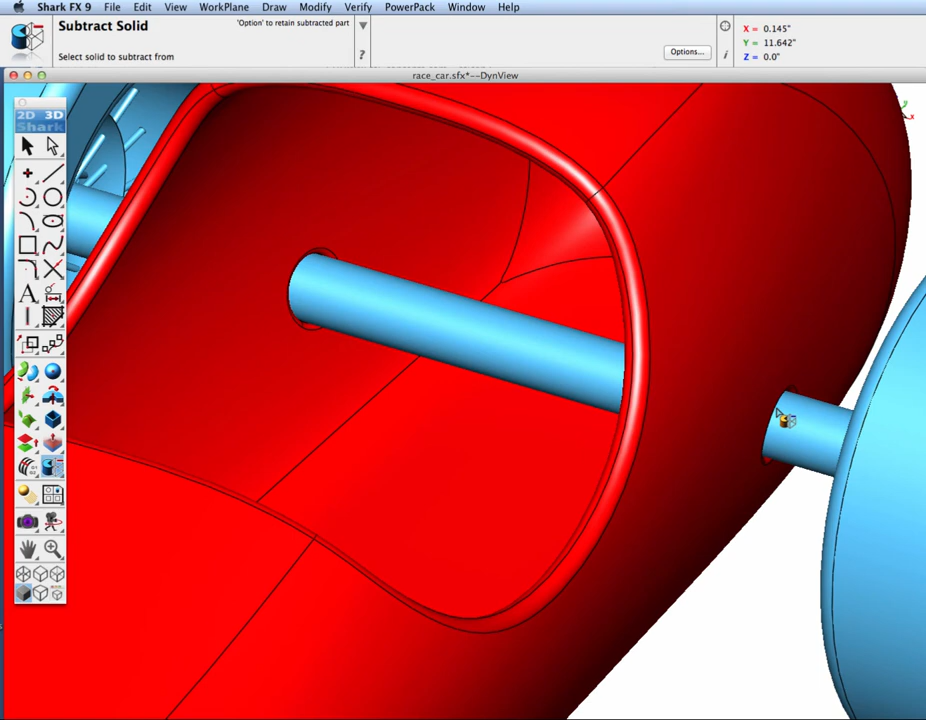 Shark FX 9 File Edit View WorkPlane Draw Modify Verify PowerPack Window Help
Subtract Solid
'Option' to retain subtracted part
Select solid to subtract from
?
Options...
i
X = 0.145"
Y = 11.642"
Z = 0.0"
race_car.sfx*--DynView
2D 3D
Shark
A
y
x